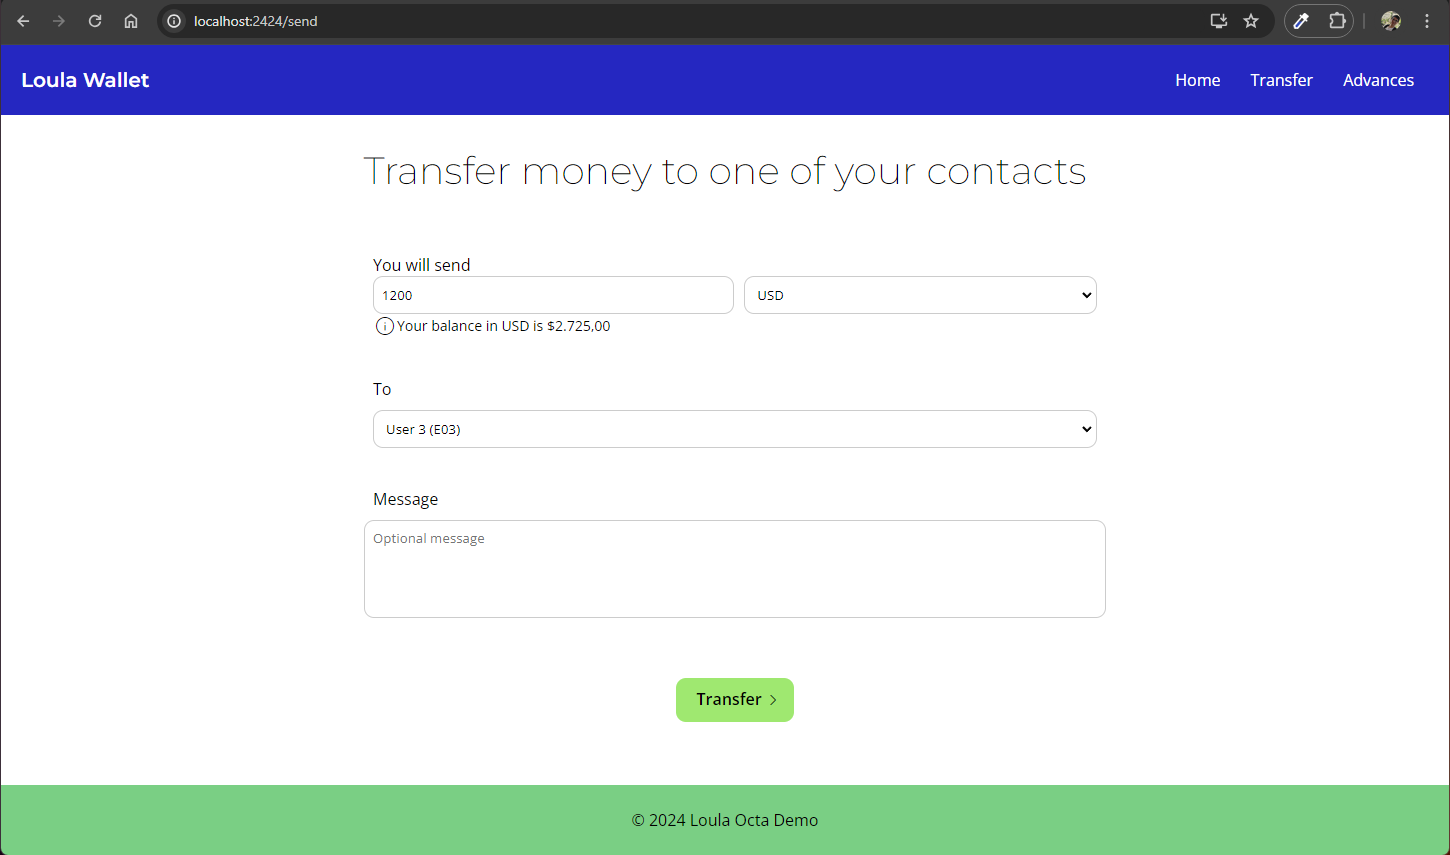 localhost:2424/send
Loula Wallet
Home Transfer Advances
Transfer money to one of your contacts
You will send
1200 USD
Your balance in USD is $2.725,00
To
User 3 (E03)
Message
Optional message
Transfer
© 2024 Loula Octa Demo